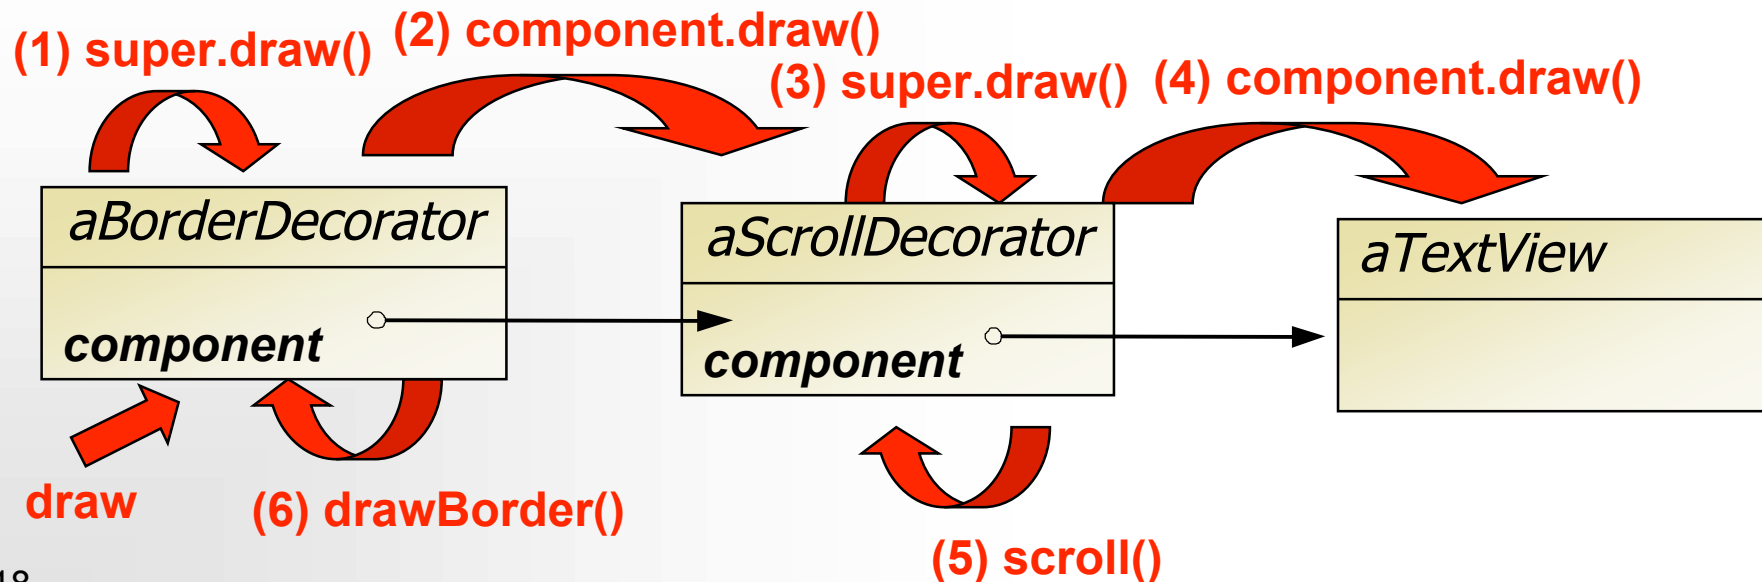 (1) super.draw()
(2) component.draw()
(3) super.draw()
(4) component.draw()
aBorderDecorator
component
aScrollDecorator
component
aTextView
draw
(6) drawBorder()
(5) scroll()